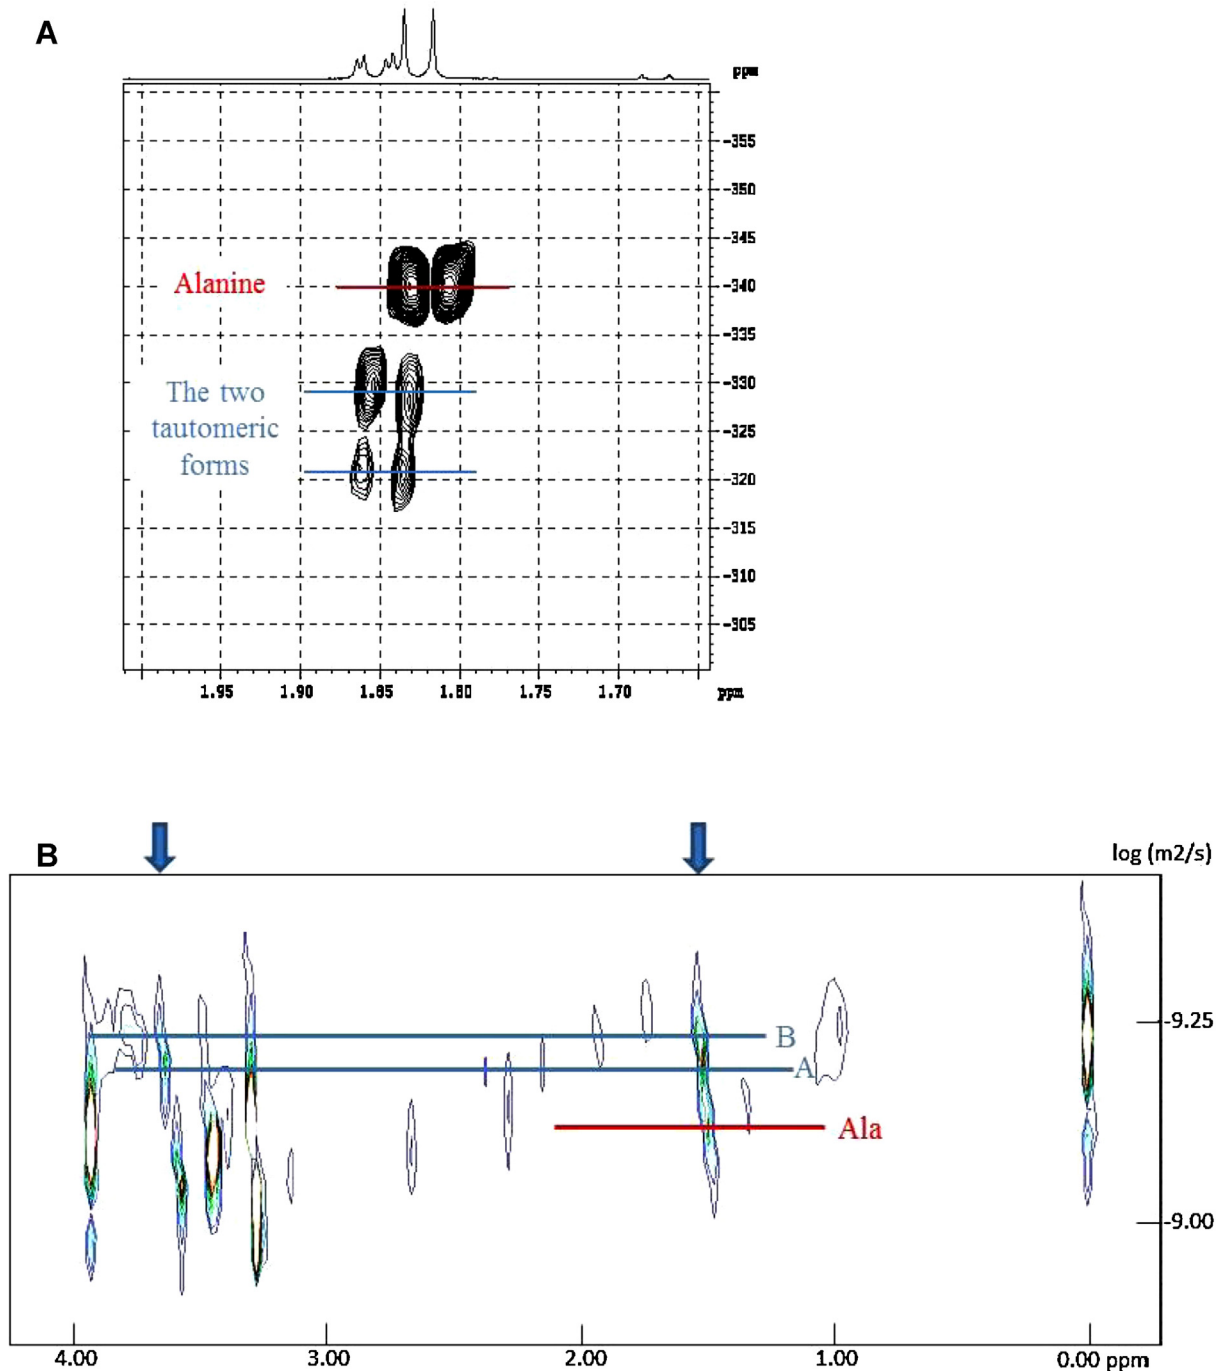 A
ppm
-355
-350
-345
Alanine
-340
-335
-330
The two
tautomeric
forms
-325
-320
-315
-310
-305
1.95 1.90 1.85 1.80 1.75 1.70 ppm
B
log (m2/s)
-9.25
B
A
Ala
-9.00
4.00 3.00 2.00 1.00 0.00 ppm